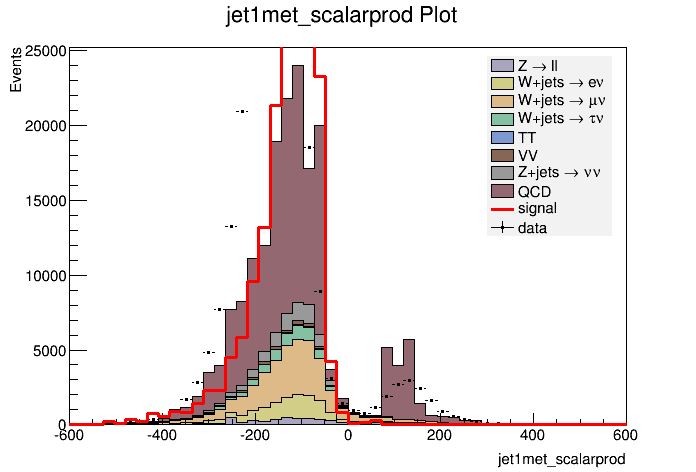 jet1met_scalarprod Plot
Events
25000
20000
15000
10000
5000
0
-600
-400
-200
0
200
400
600
jet1met_scalarprod
Z → ll
W+jets → eν
W+jets → μν
W+jets → τν
TT
VV
Z+jets → νν
QCD
signal
data